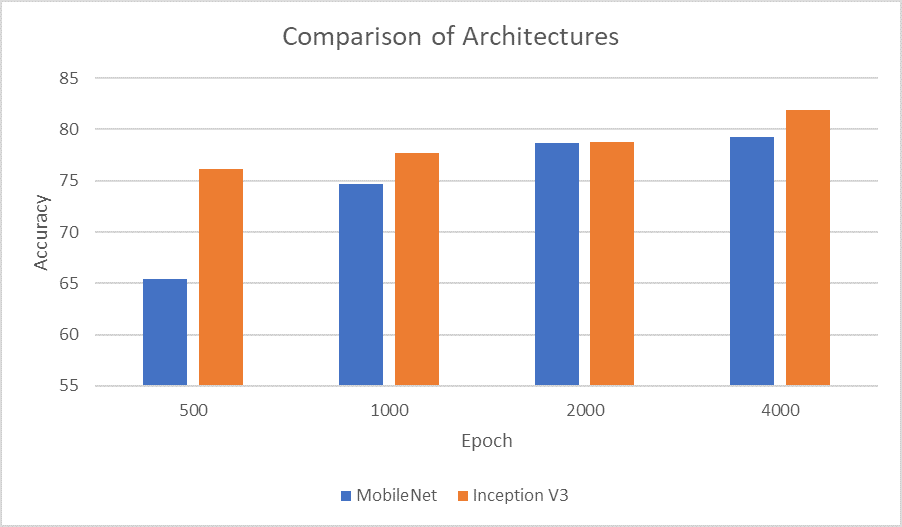 Comparison of Architectures
85
80
75
70
65
60
55
Accuracy
500 1000 2000 4000
Epoch
MobileNet Inception V3